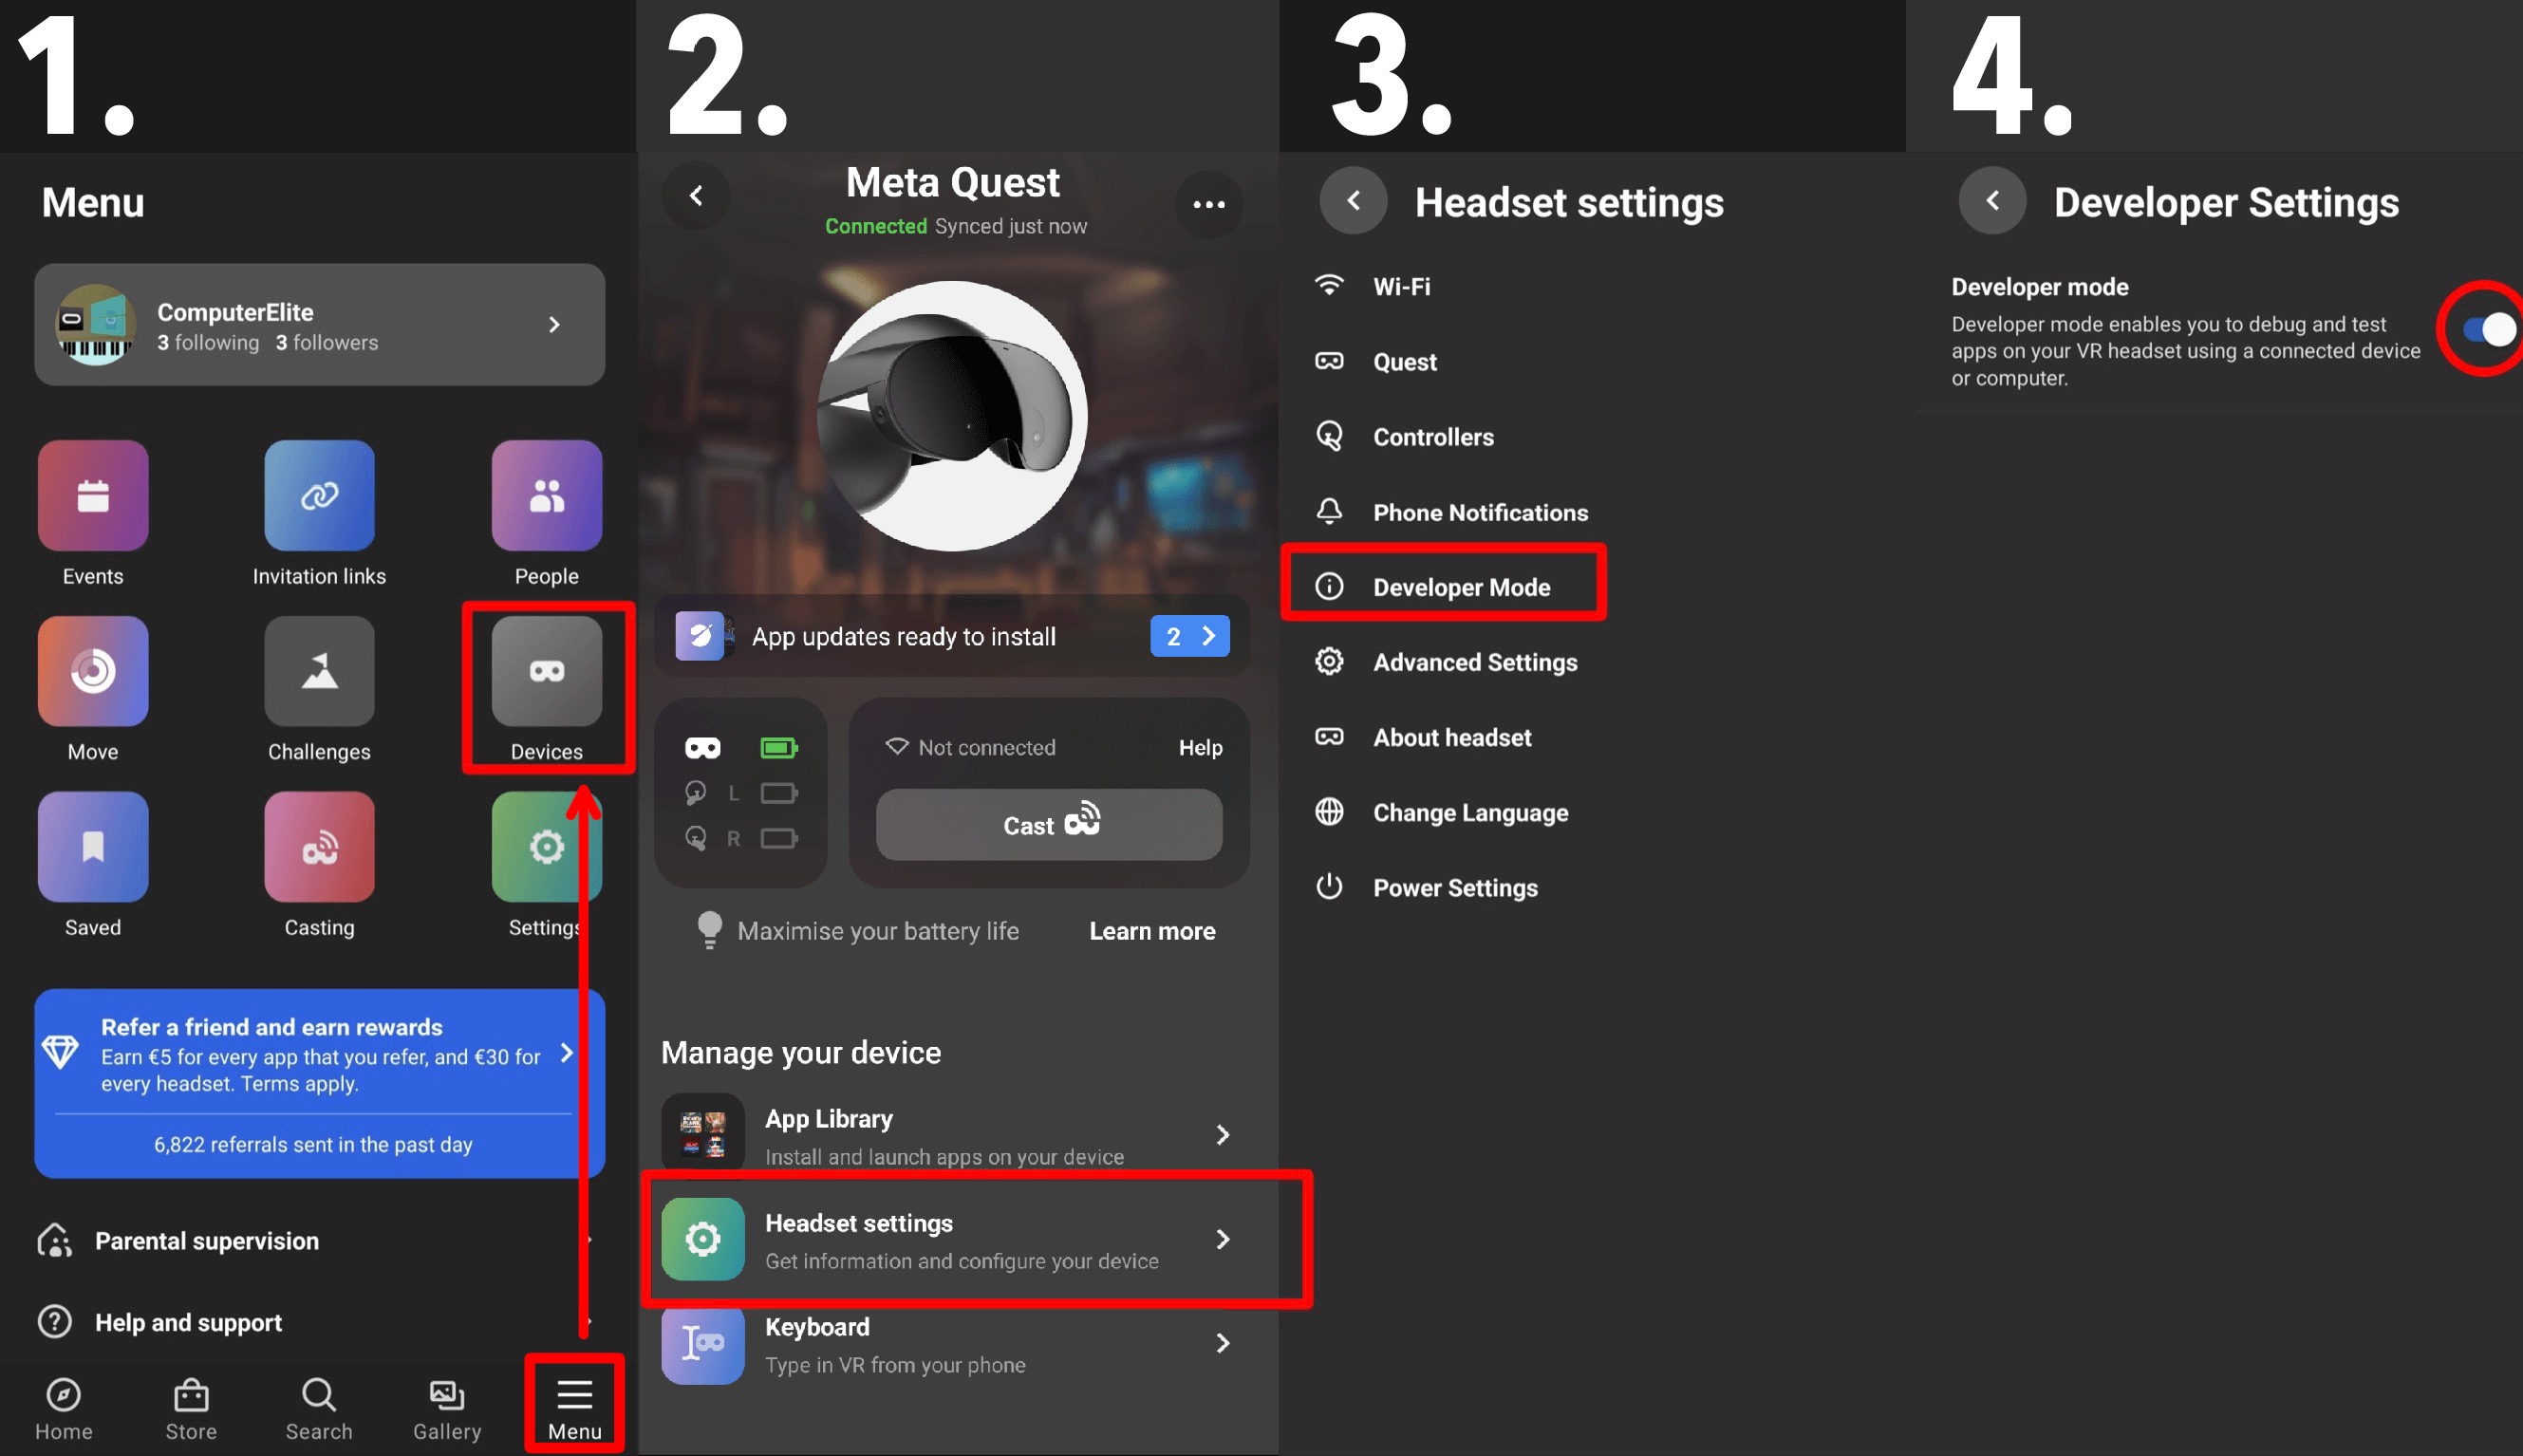 1.
Menu
ComputerElite
3 following 3 followers
Events
Invitation links
People
Move
Challenges
Devices
Saved
Casting
Settings
Refer a friend and earn rewards
Earn €5 for every app that you refer, and €30 for
every headset. Terms apply.
6,822 referrals sent in the past day
Parental supervision
Help and support
Home
Store
Search
Gallery
Menu
2.
Meta Quest
Connected Synced just now
App updates ready to install
2
L
R
Not connected
Help
Cast
Maximise your battery life
Learn more
Manage your device
App Library
Install and launch apps on your device
Headset settings
Get information and configure your device
Keyboard
Type in VR from your phone
3.
Headset settings
Wi-Fi
Quest
Controllers
Phone Notifications
Developer Mode
Advanced Settings
About headset
Change Language
Power Settings
4.
Developer Settings
Developer mode
Developer mode enables you to debug and test
apps on your VR headset using a connected device
or computer.